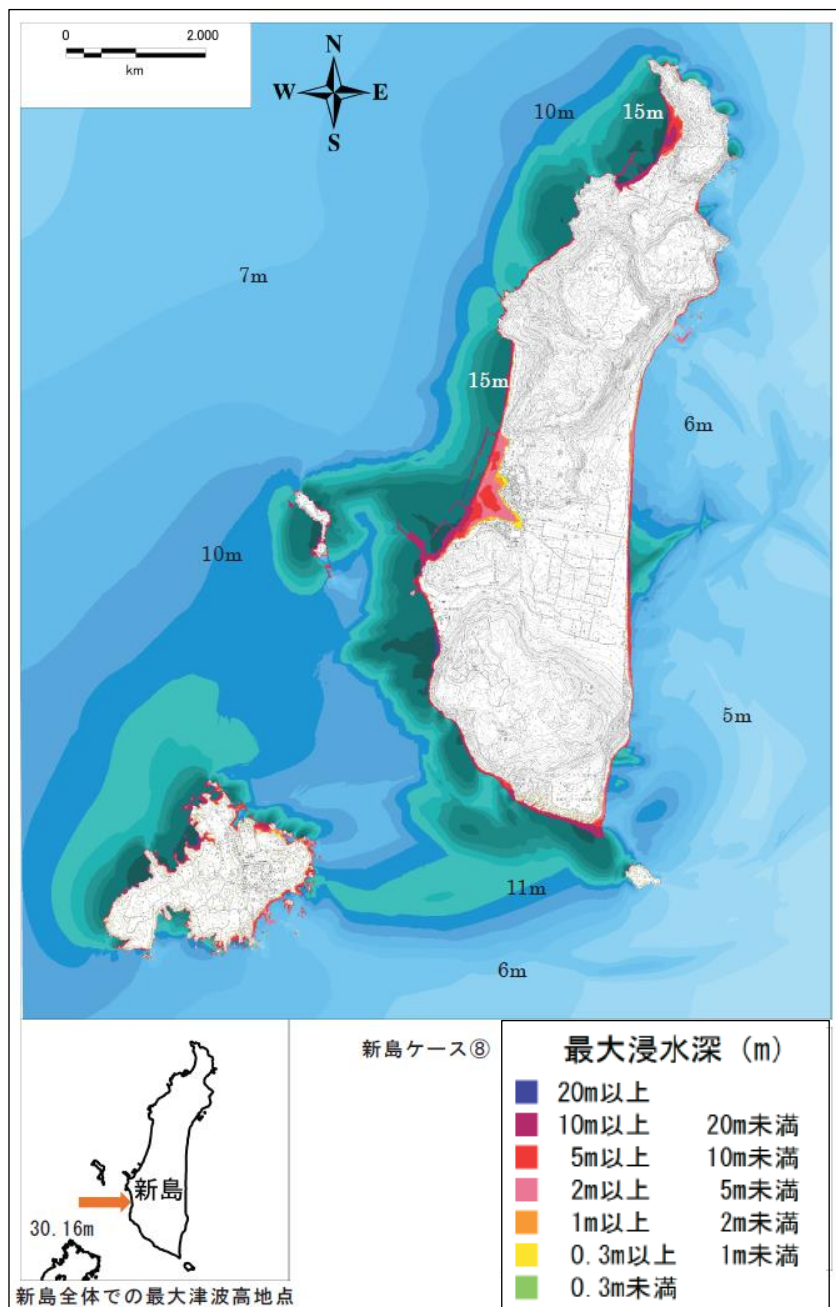 0 2.000
km
N
W E
S
10m
15m
7m
15m
6m
10m
5m
11m
6m
新島ケース⑧
新島
30.16m
新島全体での最大津波高地点
最大浸水深 (m)
20m以上
10m以上 20m未満
5m以上 10m未満
2m以上 5m未満
1m以上 2m未満
0.3m以上 1m未満
0.3m未満